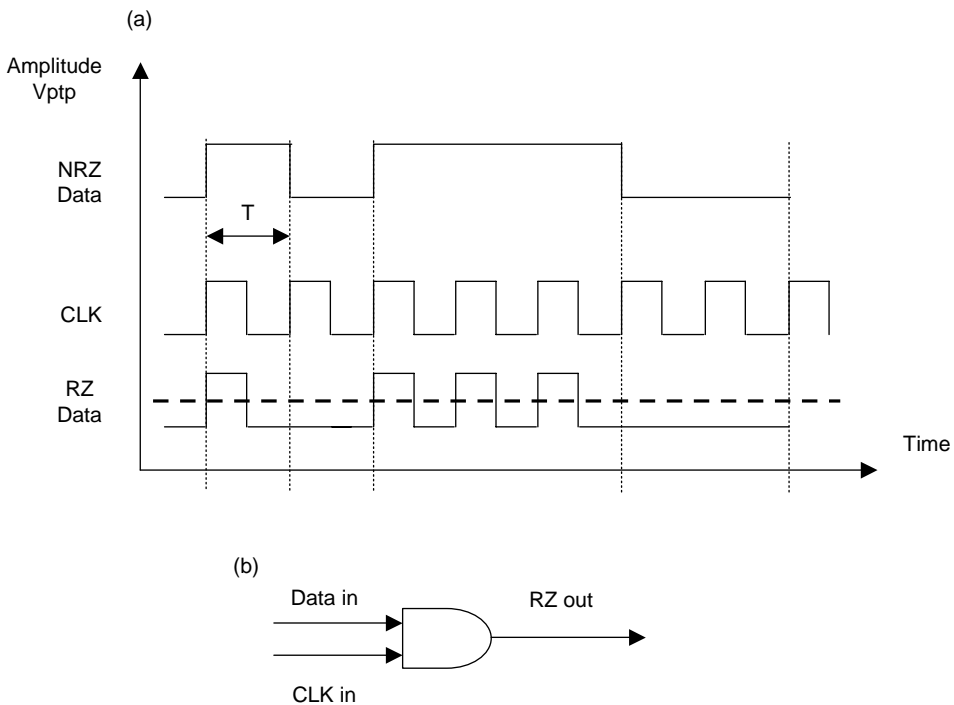 (a)
Amplitude
Vptp
NRZ
Data
T
CLK
RZ
Data
Time
(b)
Data in
RZ out
CLK in